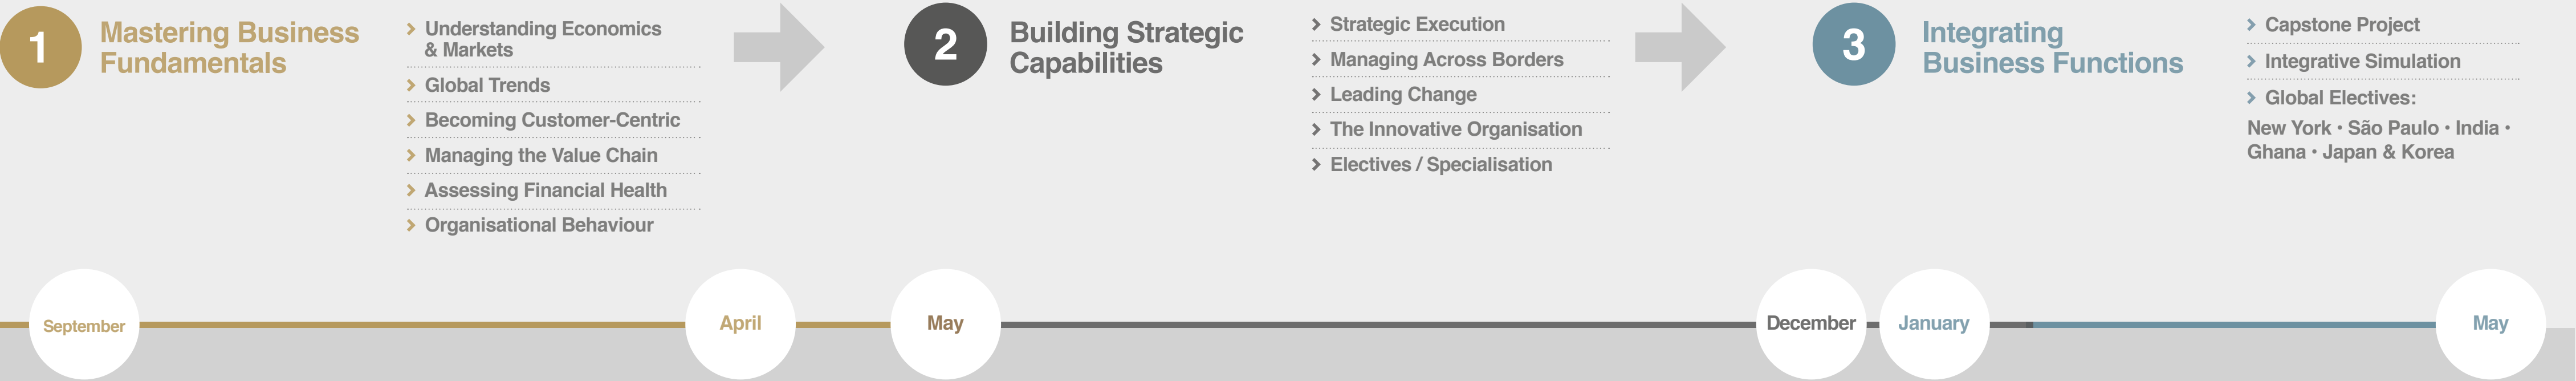 1
Mastering Business
Fundamentals
Understanding Economics
& Markets
Global Trends
Becoming Customer-Centric
Managing the Value Chain
Assessing Financial Health
Organisational Behaviour
2
Building Strategic
Capabilities
Strategic Execution
Managing Across Borders
Leading Change
The Innovative Organisation
Electives / Specialisation
3
Integrating
Business Functions
Capstone Project
Integrative Simulation
Global Electives:
New York • São Paulo • India •
Ghana • Japan & Korea
September
April
May
December
January
May